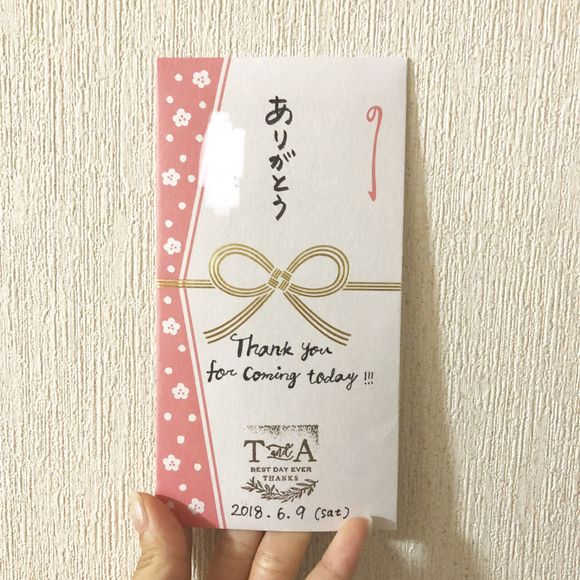 ありがとう
Thank you
for coming today !!!
T and A
BEST DAY EVER
THANKS
2018.6.9 (sat)